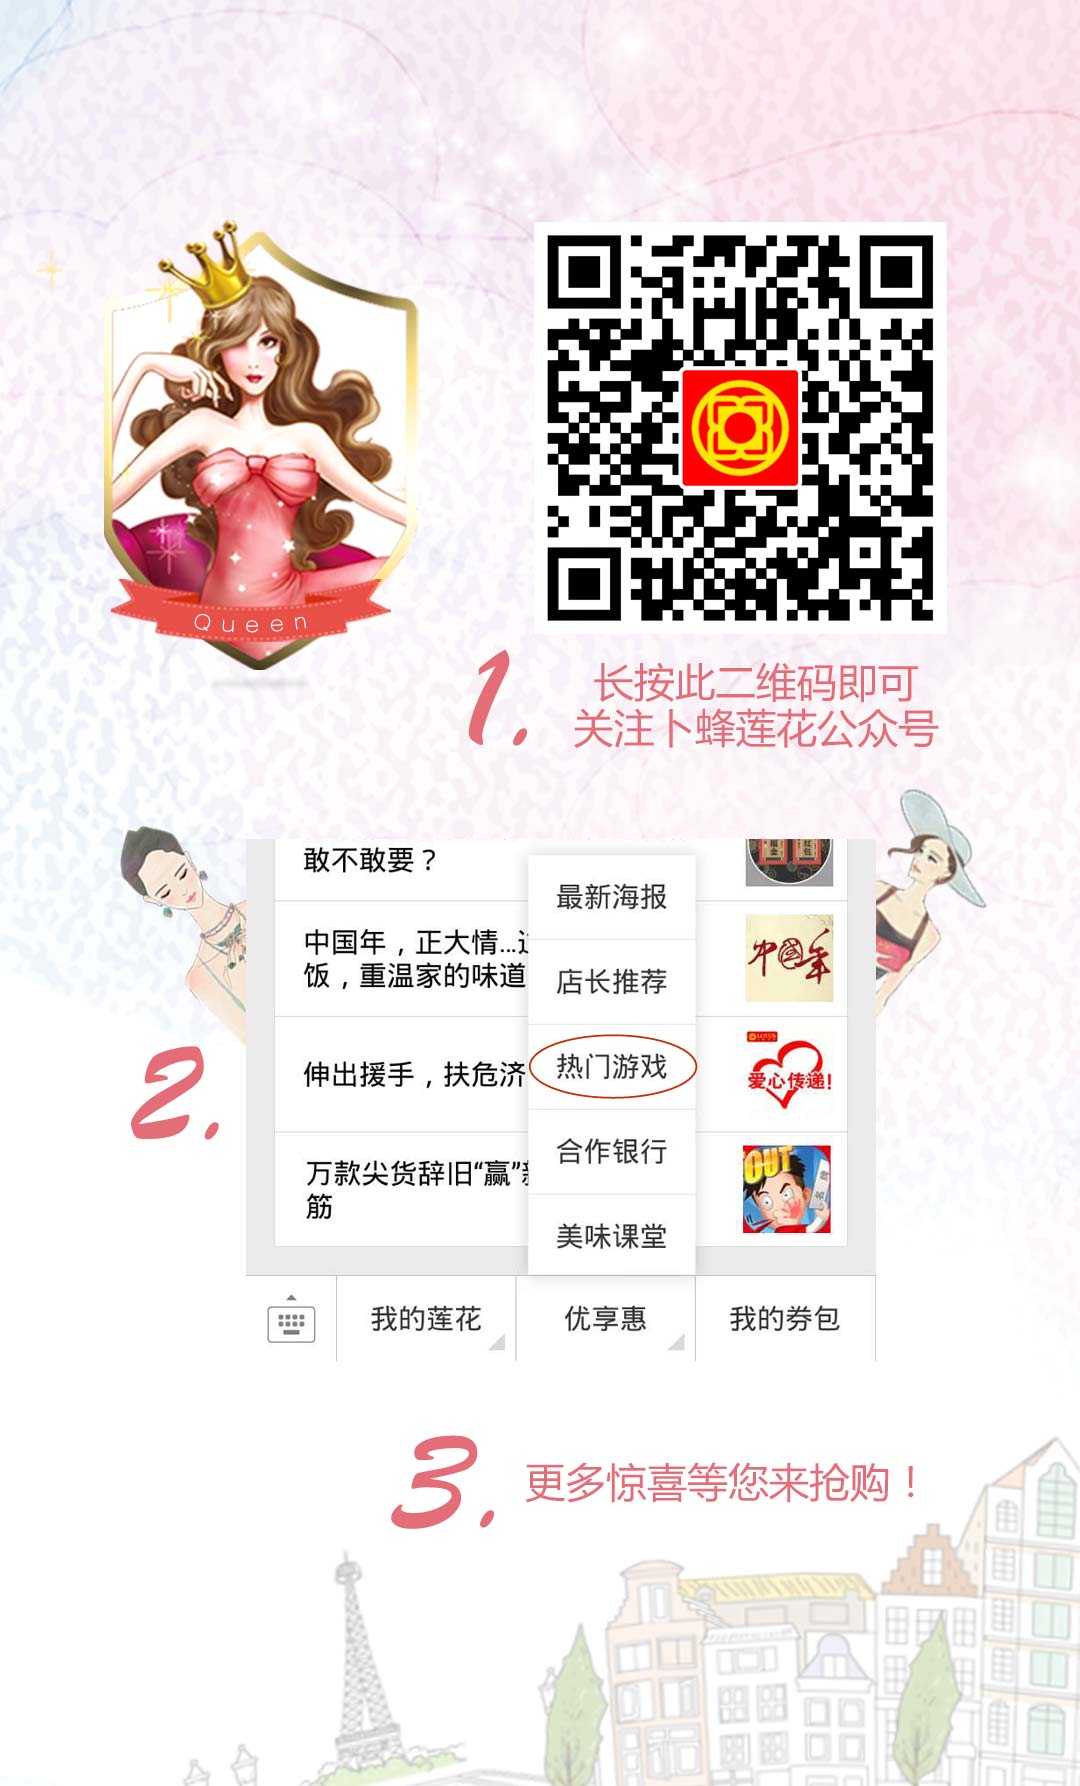 Queen
1.
长按此二维码即可
关注卜蜂莲花公众号
2.
敢不敢要？
中国年，正大情...
饭，重温家的味道
伸出援手，扶危济
万款尖货辞旧“赢”
筋
福金
红包
中国年
爱心传递!
OUT
最新海报
店长推荐
热门游戏
合作银行
美味课堂
我的莲花
优享惠
我的券包
3.
更多惊喜等您来抢购！